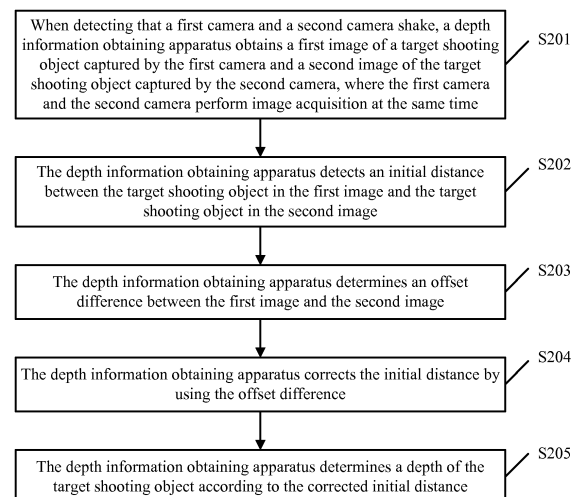 When detecting that a first camera and a second camera shake, a depth
information obtaining apparatus obtains a first image of a target shooting
object captured by the first camera and a second image of the target
shooting object captured by the second camera, where the first camera
and the second camera perform image acquisition at the same time
S201
The depth information obtaining apparatus detects an initial distance
between the target shooting object in the first image and the target
shooting object in the second image
S202
The depth information obtaining apparatus determines an offset
difference between the first image and the second image
S203
The depth information obtaining apparatus corrects the initial distance by
using the offset difference
S204
The depth information obtaining apparatus determines a depth of the
target shooting object according to the corrected initial distance
S205